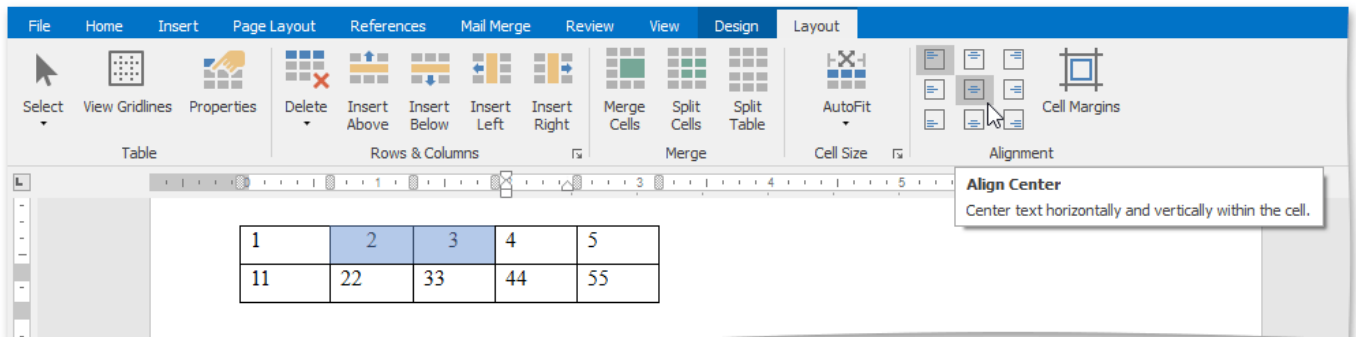 File Home Insert Page Layout References Mail Merge Review View Design Layout
Select View Gridlines Properties Delete Insert Above Insert Below Insert Left Insert Right Merge Cells Split Cells Split Table AutoFit Cell Margins
Table Rows & Columns Merge Cell Size Alignment
L 0 1 3 4 5
Align Center
Center text horizontally and vertically within the cell.
1 2 3 4 5
11 22 33 44 55